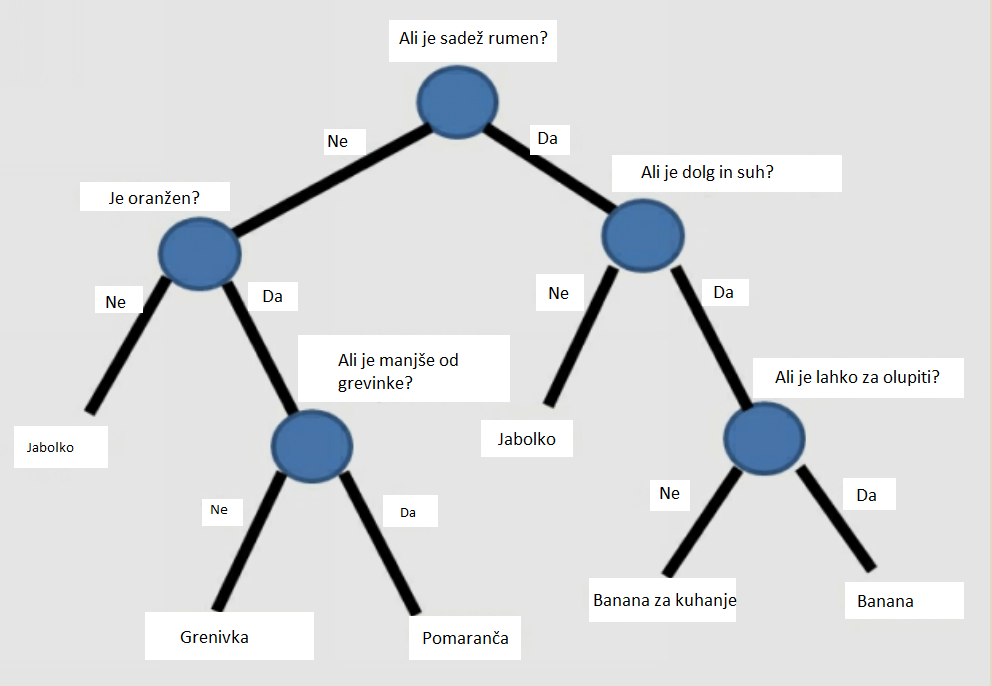 Ali je sadež rumen?
Ne
Da
Ali je dolg in suh?
Je oranžen?
Ne
Da
Ne
Da
Ali je manjše od
grevinke?
Ali je lahko za olupiti?
Jabolko
Jabolko
Ne
Da
Ne
Da
Grenivka
Pomaranča
Banana za kuhanje
Banana